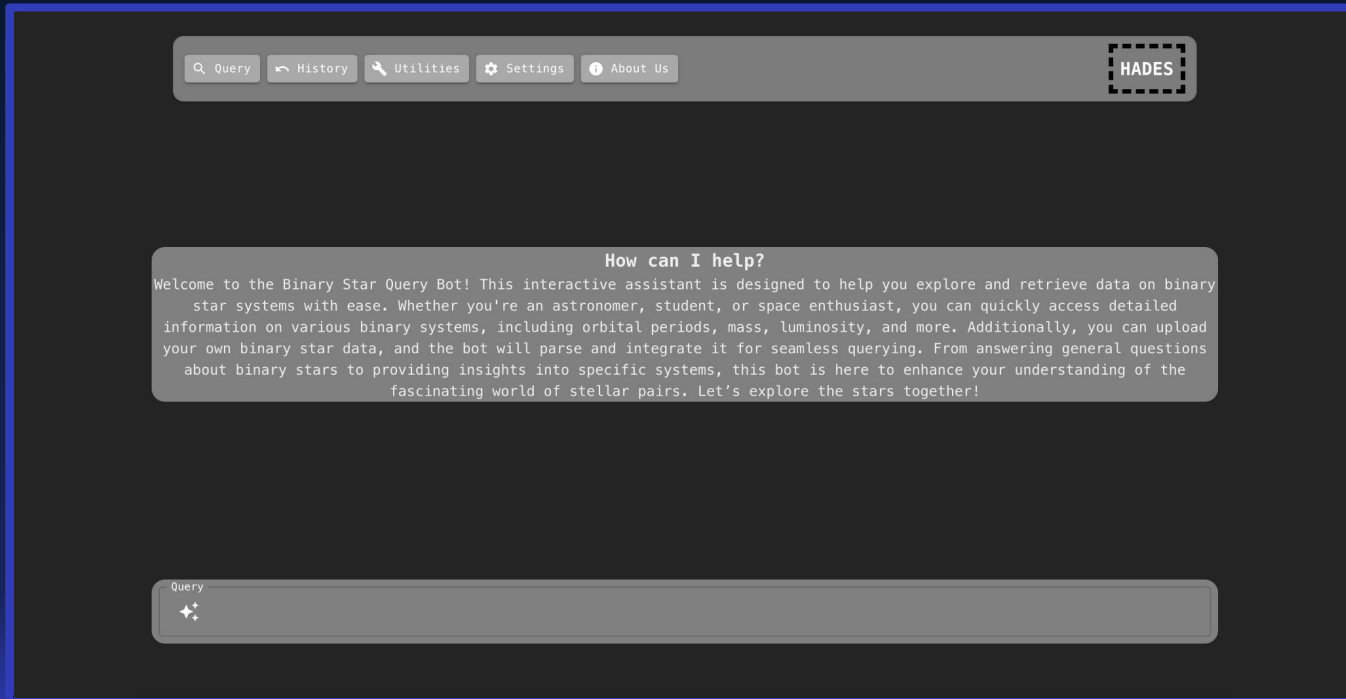 Query History Utilities Settings About Us HADES
How can I help?
Welcome to the Binary Star Query Bot! This interactive assistant is designed to help you explore and retrieve data on binary
star systems with ease. Whether you're an astronomer, student, or space enthusiast, you can quickly access detailed
information on various binary systems, including orbital periods, mass, luminosity, and more. Additionally, you can upload
your own binary star data, and the bot will parse and integrate it for seamless querying. From answering general questions
about binary stars to providing insights into specific systems, this bot is here to enhance your understanding of the
fascinating world of stellar pairs. Let’s explore the stars together!
Query